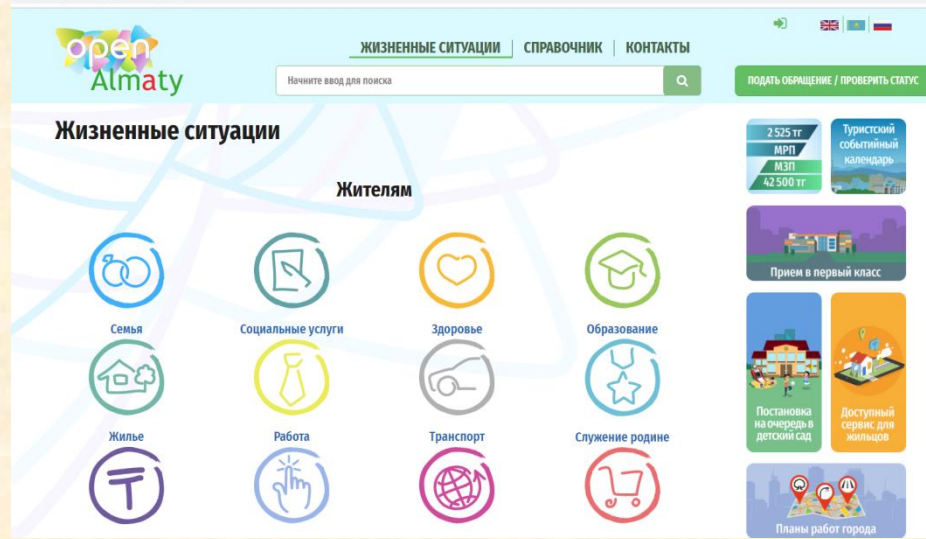 open
Almaty
ЖИЗНЕННЫЕ СИТУАЦИИ | СПРАВОЧНИК | КОНТАКТЫ
Начните ввод для поиска
ПОДАТЬ ОБРАЩЕНИЕ / ПРОВЕРИТЬ СТАТУС
Жизненные ситуации
Жителям
Семья
Социальные услуги
Здоровье
Образование
Жилье
Работа
Транспорт
Служение родине
2 525 тг
МРП
МЗП
42 500 тг
Туристский
событийный
календарь
Прием в первый класс
Постановка
на очередь в
детский сад
Доступный
сервис для
жильцов
Планы работ города